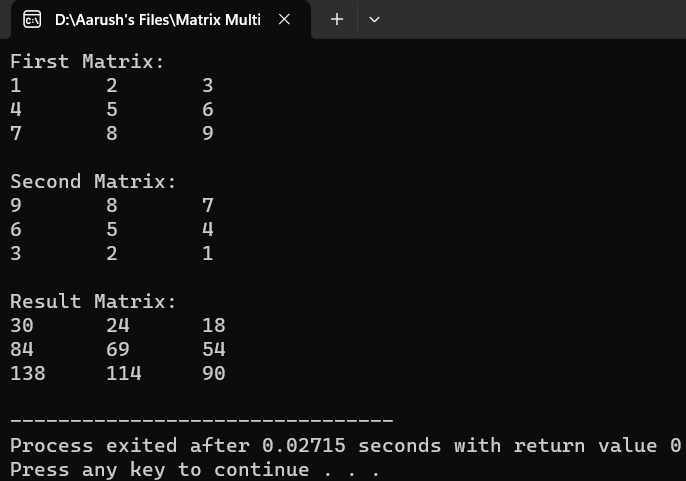 D:\Aarush's Files\Matrix Multi
First Matrix:
1 2 3
4 5 6
7 8 9
Second Matrix:
9 8 7
6 5 4
3 2 1
Result Matrix:
30 24 18
84 69 54
138 114 90
--------------------------------
Process exited after 0.02715 seconds with return value 0
Press any key to continue . . .